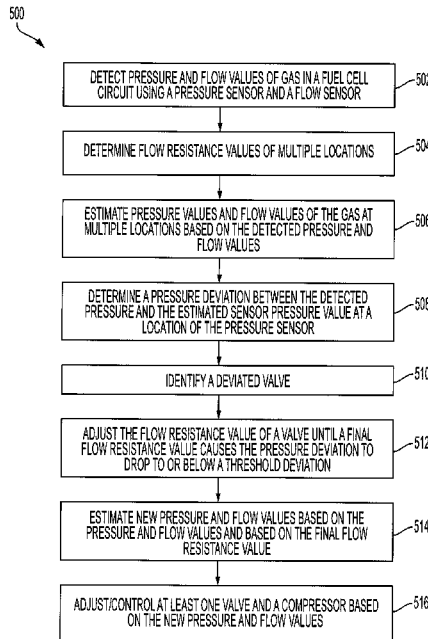 500
DETECT PRESSURE AND FLOW VALUES OF GAS IN A FUEL CELL
CIRCUIT USING A PRESSURE SENSOR AND A FLOW SENSOR
502
DETERMINE FLOW RESISTANCE VALUES OF MULTIPLE LOCATIONS
504
ESTIMATE PRESSURE VALUES AND FLOW VALUES OF THE GAS AT
MULTIPLE LOCATIONS BASED ON THE DETECTED PRESSURE AND
FLOW VALUES
506
DETERMINE A PRESSURE DEVIATION BETWEEN THE DETECTED
PRESSURE AND THE ESTIMATED SENSOR PRESSURE VALUE AT A
LOCATION OF THE PRESSURE SENSOR
508
IDENTIFY A DEVIATED VALVE
510
ADJUST THE FLOW RESISTANCE VALUE OF A VALVE UNTIL A FINAL
FLOW RESISTANCE VALUE CAUSES THE PRESSURE DEVIATION TO
DROP TO OR BELOW A THRESHOLD DEVIATION
512
ESTIMATE NEW PRESSURE AND FLOW VALUES BASED ON THE
PRESSURE AND FLOW VALUES AND BASED ON THE FINAL FLOW
RESISTANCE VALUE
514
ADJUST/CONTROL AT LEAST ONE VALVE AND A COMPRESSOR BASED
ON THE NEW PRESSURE AND FLOW VALUES
516